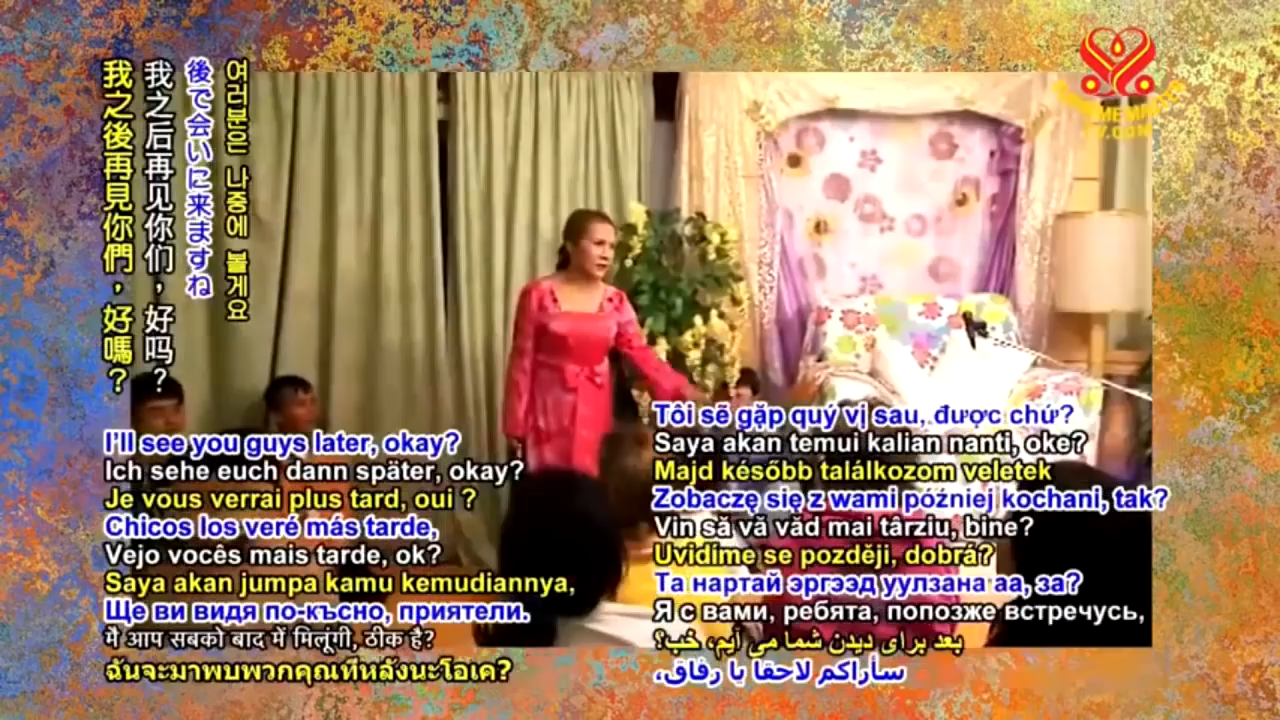 我之後再見你們，好嗎？
我之后再见你们，好吗？
後で会いに来ますね
여러분은 나중에 볼게요
I'll see you guys later, okay?
Ich sehe euch dann später, okay?
Je vous verrai plus tard, oui ?
Chicos los veré más tarde,
Vejo vocês mais tarde, ok?
Saya akan jumpa kamu kemudiannya,
Ще ви видя по-късно, приятели.
मैं आप सबको बाद में मिलूंगी, ठीक है?
ฉันจะมาพบพวกคุณทีหลังนะโอเค?
Tôi sẽ gặp quý vị sau, được chứ?
Saya akan temui kalian nanti, oke?
Majd később találkozom veletek
Zobaczę się z wami później kochani, tak?
Vin să vă văd mai târziu, bine?
Uvidíme se později, dobrá?
Та нартай эргээд уулзана аа, за?
Я с вами, ребята, попозже встречусь,
بعد برای دیدن شما می آیم، خب؟
سأراكم لاحقا يا رفاق،